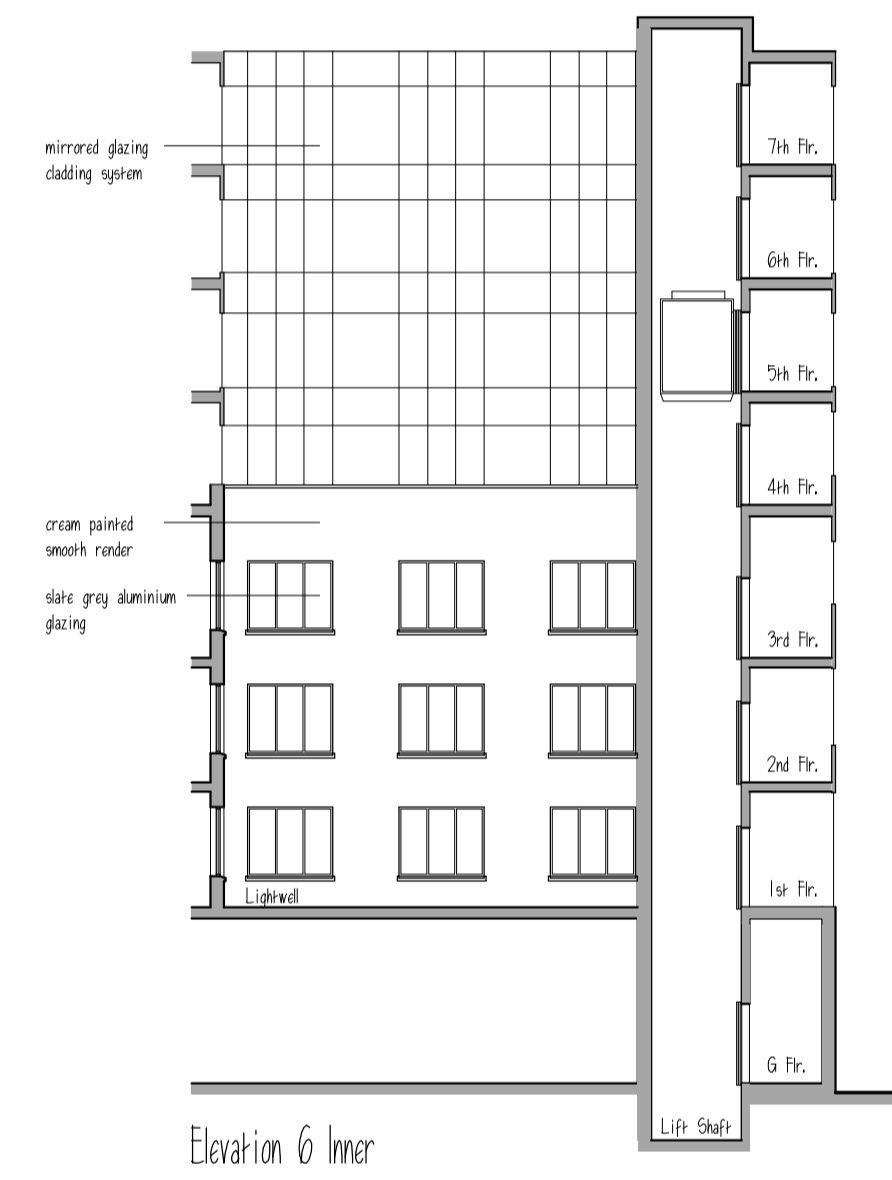 mirrored glazing
cladding system
cream painted
smooth render
slate grey aluminium
glazing
7th Flr.
6th Flr.
5th Flr.
4th Flr.
3rd Flr.
2nd Flr.
1st Flr.
G Flr.
Lightwell
Lift Shaft
Elevation 6 Inner